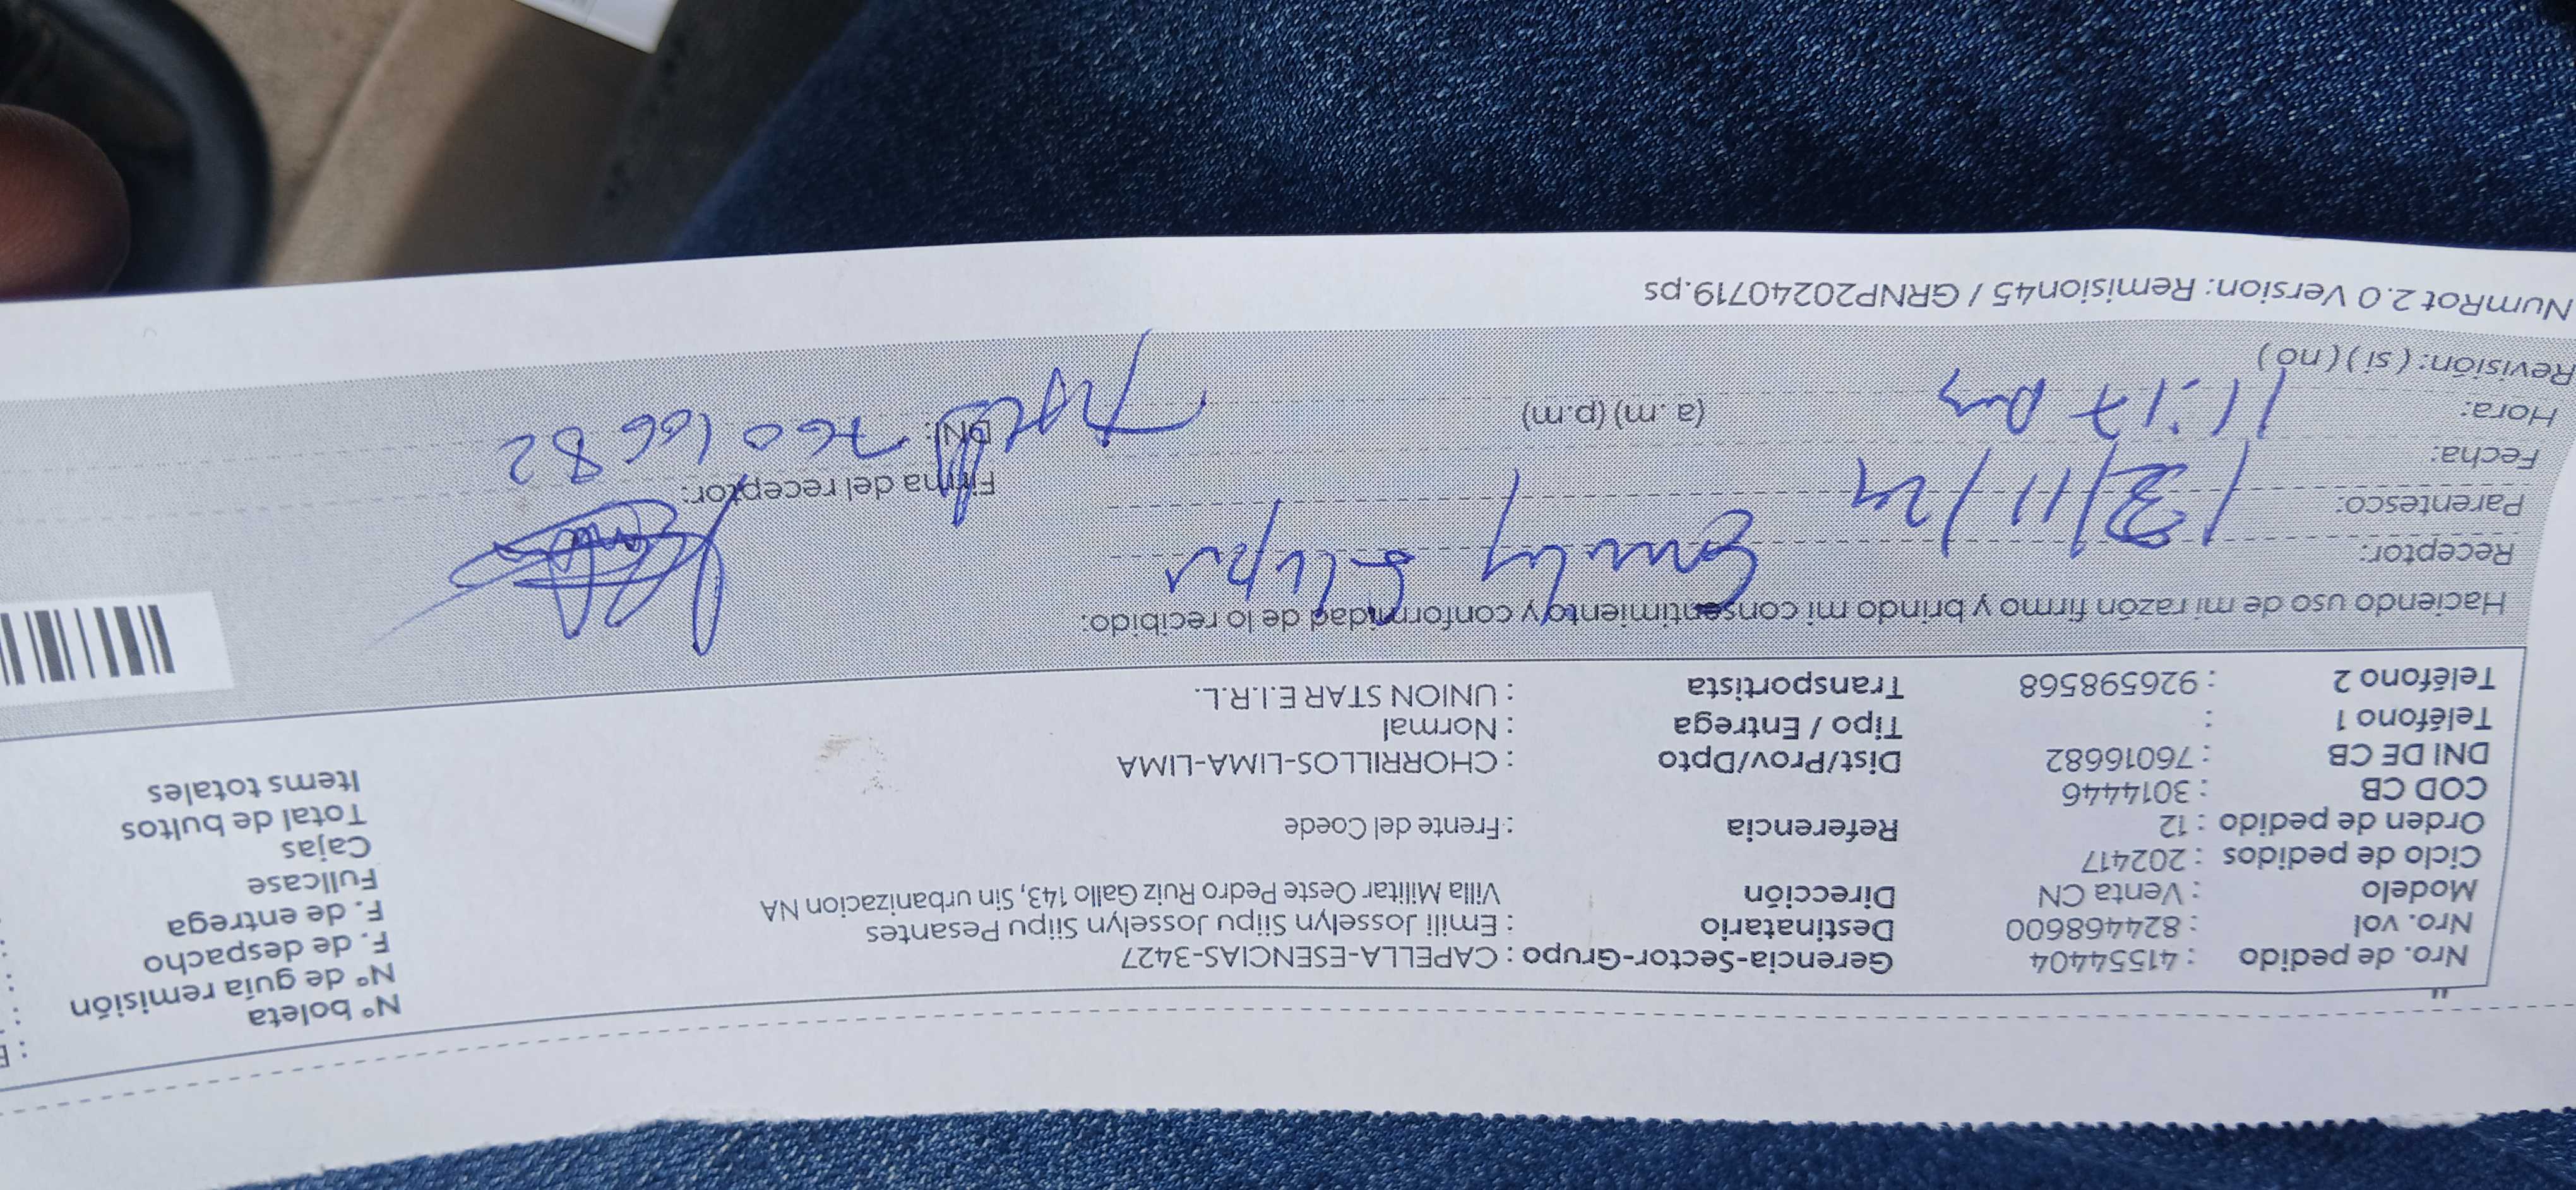 Nº boleta
Nº de guía remisión
F. de despacho
F. de entrega
Fullcase
Cajas
Total de bultos
Items totales
Nro. de pedido : 41554404 Gerencia-Sector-Grupo : CAPELLA-ESENCIAS-3427
Nro. vol : 824468600 Destinatario : Emili Josselyn Siipu Josselyn Siipu Pesantes
Modelo : Venta CN Dirección Villa Militar Oeste Pedro Ruiz Gallo 143, Sin urbanizacion NA
Ciclo de pedidos : 202417
Orden de pedido : 12 Referencia : Frente del Coede
COD CB : 3014446
DNI DE CB : 76016682 Dist/Prov/Dpto : CHORRILLOS-LIMA-LIMA
Teléfono 1 : Tipo / Entrega : Normal
Teléfono 2 : 926598568 Transportista : UNION STAR E.I.R.L.
Haciendo uso de mi razón firmo y brindo mi consentimiento y conformidad de lo recibido:
Receptor:
Parentesco:
Fecha: 13/11/24
Hora: 11:17 pm (a. m) (p.m)
Revisión: ( si ) ( no )
Firma del receptor:
DNI: 76016682
NumRot 2.0 Version: Remision45 / GRNP20240719.ps